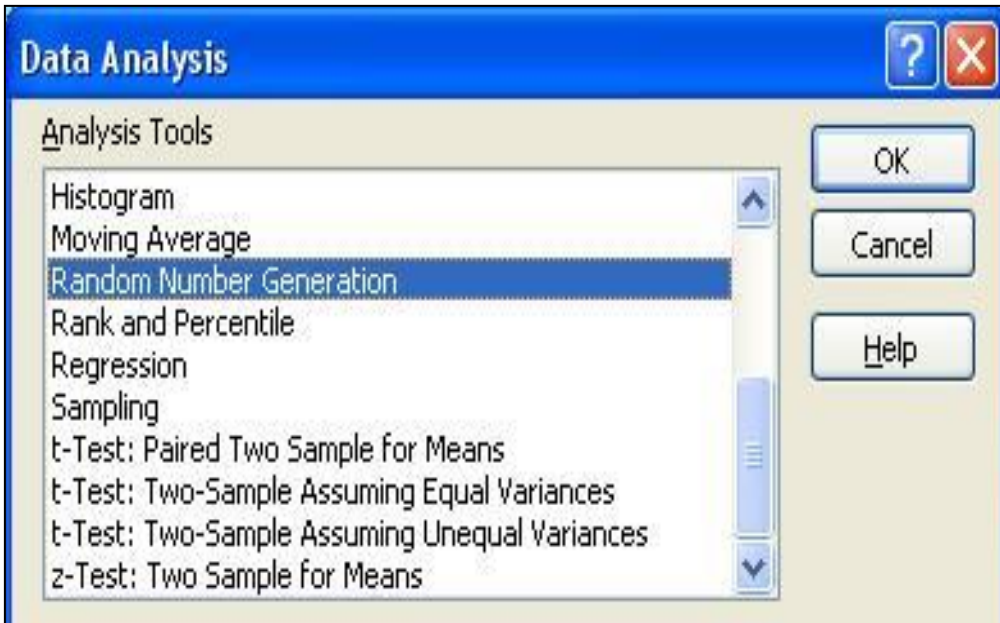 Data Analysis
?
Analysis Tools
Histogram
Moving Average
Random Number Generation
Rank and Percentile
Regression
Sampling
t-Test: Paired Two Sample for Means
t-Test: Two-Sample Assuming Equal Variances
t-Test: Two-Sample Assuming Unequal Variances
z-Test: Two Sample for Means
OK
Cancel
Help